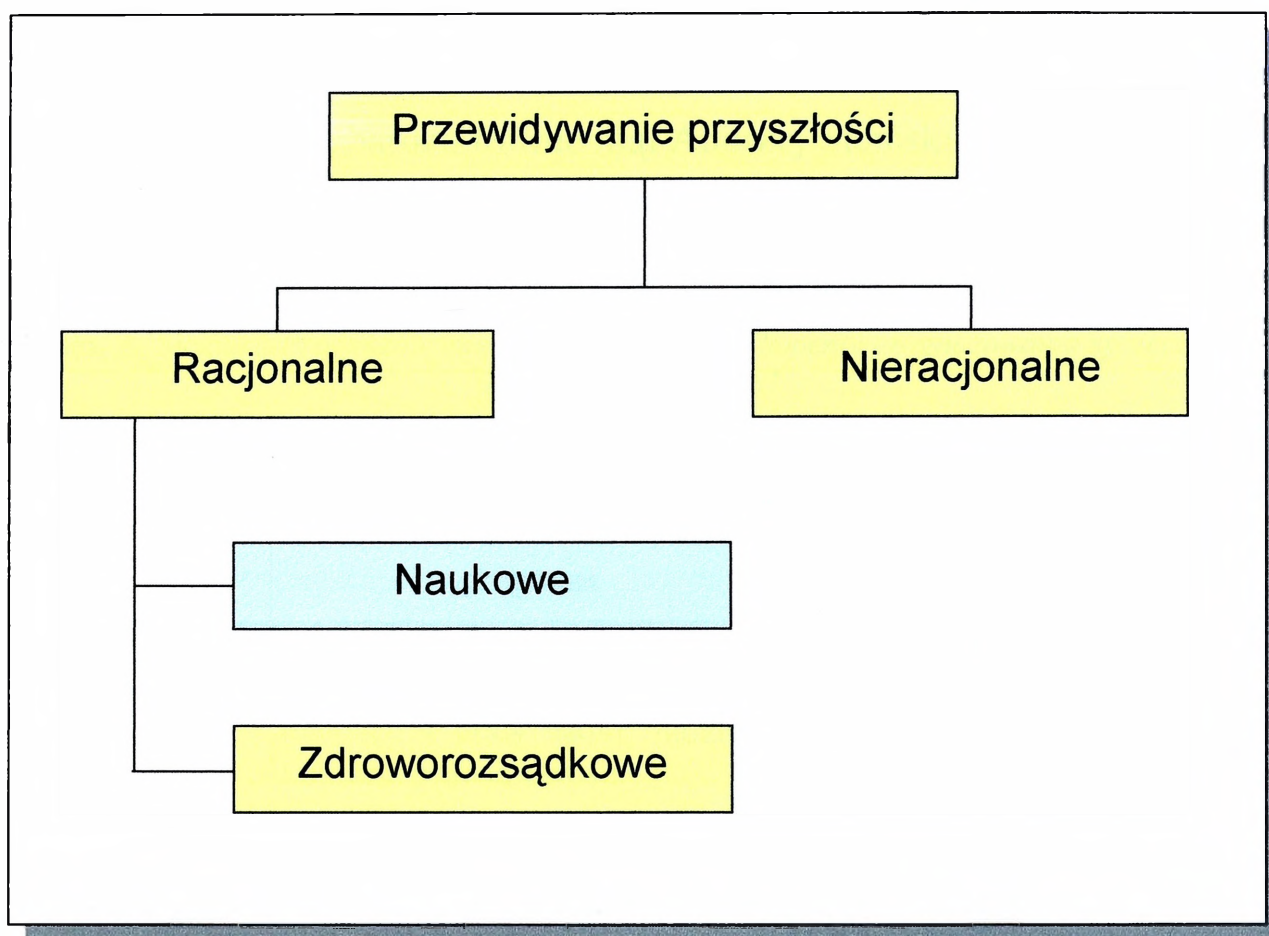 Przewidywanie przyszłości
Racjonalne
Nieracjonalne
Naukowe
Zdroworozsądkowe